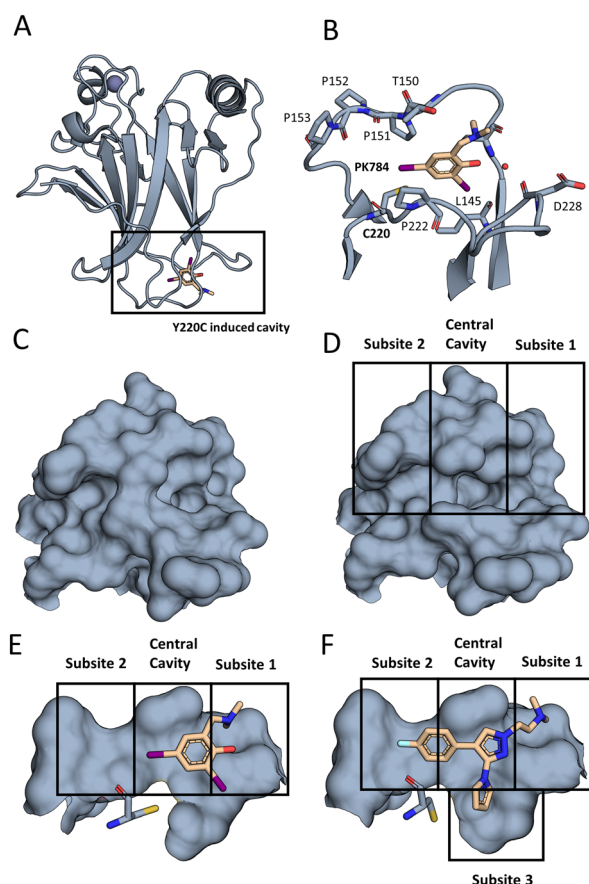 A
Y220C induced cavity
B
P152
T150
P153
P151
PK784
L145
D228
C220
P222
C
D
Central
Subsite 2 Cavity Subsite 1
E
Central
Subsite 2 Cavity Subsite 1
F
Central
Subsite 2 Cavity Subsite 1
Subsite 3